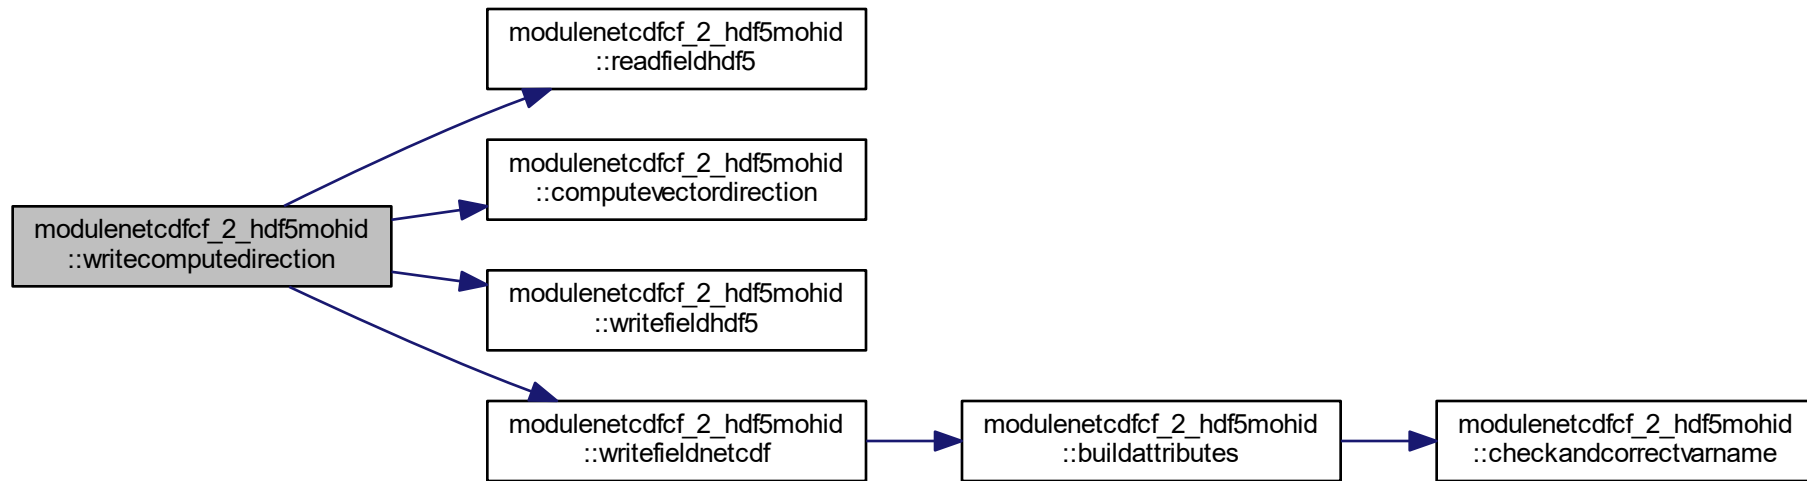 modulenetcdfcf_2_hdf5mohid
::readfieldhdf5
modulenetcdfcf_2_hdf5mohid
::computevectordirection
modulenetcdfcf_2_hdf5mohid
::writecomputedirection
modulenetcdfcf_2_hdf5mohid
::writefieldhdf5
modulenetcdfcf_2_hdf5mohid
::writefieldnetcdf
modulenetcdfcf_2_hdf5mohid
::buildattributes
modulenetcdfcf_2_hdf5mohid
::checkandcorrectvarname